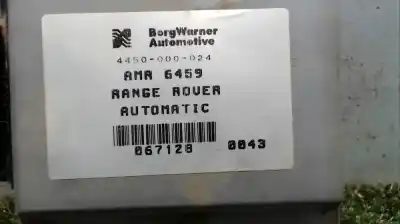 BorgWarner
Automotive
4450-000-024
AMR 6459
RANGE ROVER
AUTOMATIC
067128 0043